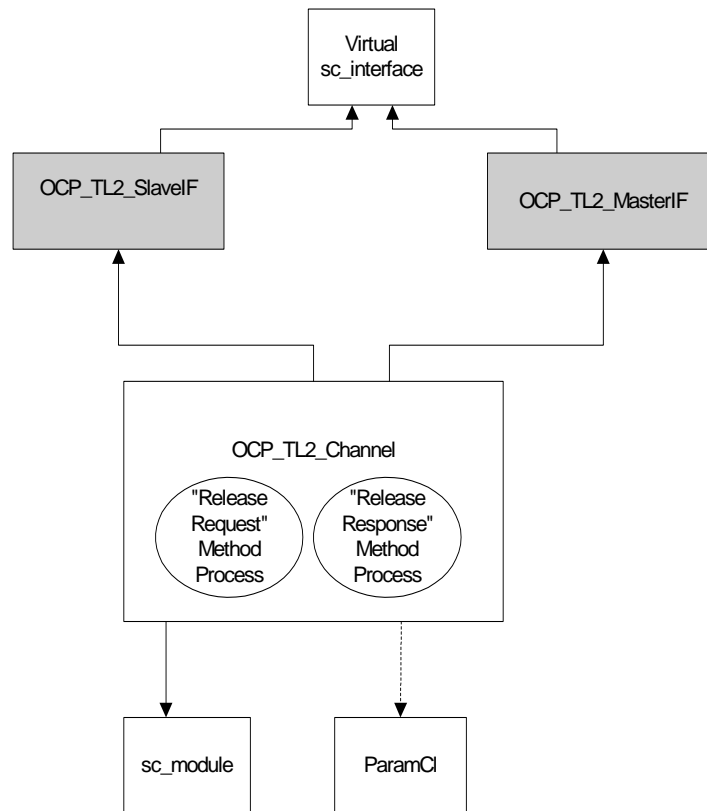 Virtual
sc_interface
OCP_TL2_SlaveIF
OCP_TL2_MasterIF
OCP_TL2_Channel
"Release
Request"
Method
Process
"Release
Response"
Method
Process
sc_module
ParamCl